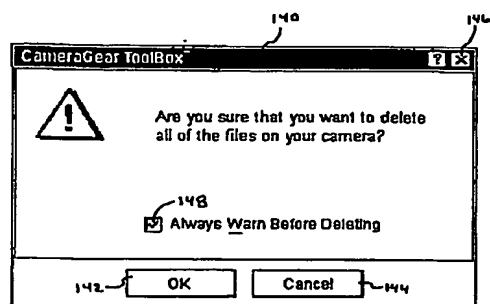 140
146
CameraGear ToolBox ? X
!
Are you sure that you want to delete
all of the files on your camera?
148
Always Warn Before Deleting
142 OK Cancel 144